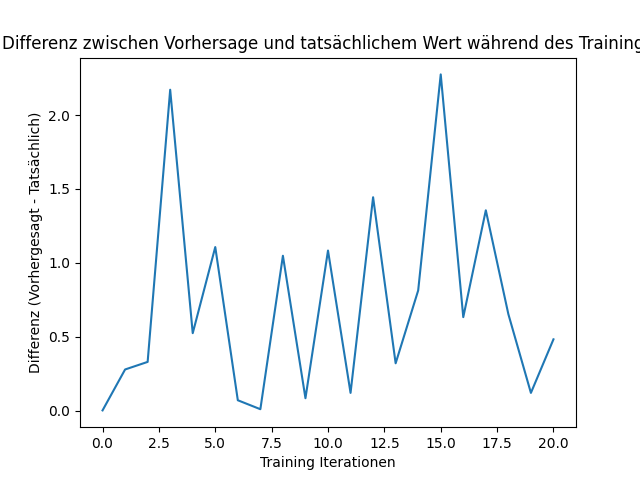 Differenz zwischen Vorhersage und tatsächlichem Wert während des Training
Differenz (Vorhergesagt - Tatsächlich)
2.0
1.5
1.0
0.5
0.0
0.0 2.5 5.0 7.5 10.0 12.5 15.0 17.5 20.0
Training Iterationen